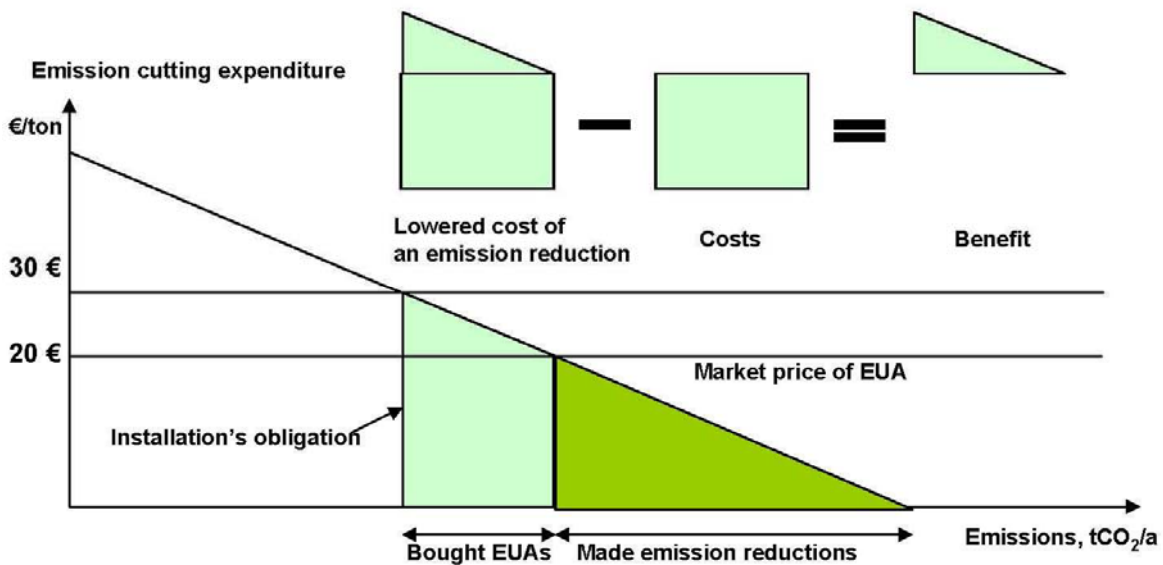 Emission cutting expenditure
€/ton
Lowered cost of
an emission reduction
Costs
Benefit
30 €
20 €
Market price of EUA
Installation's obligation
Bought EUAs
Made emission reductions
Emissions, tCO₂/a